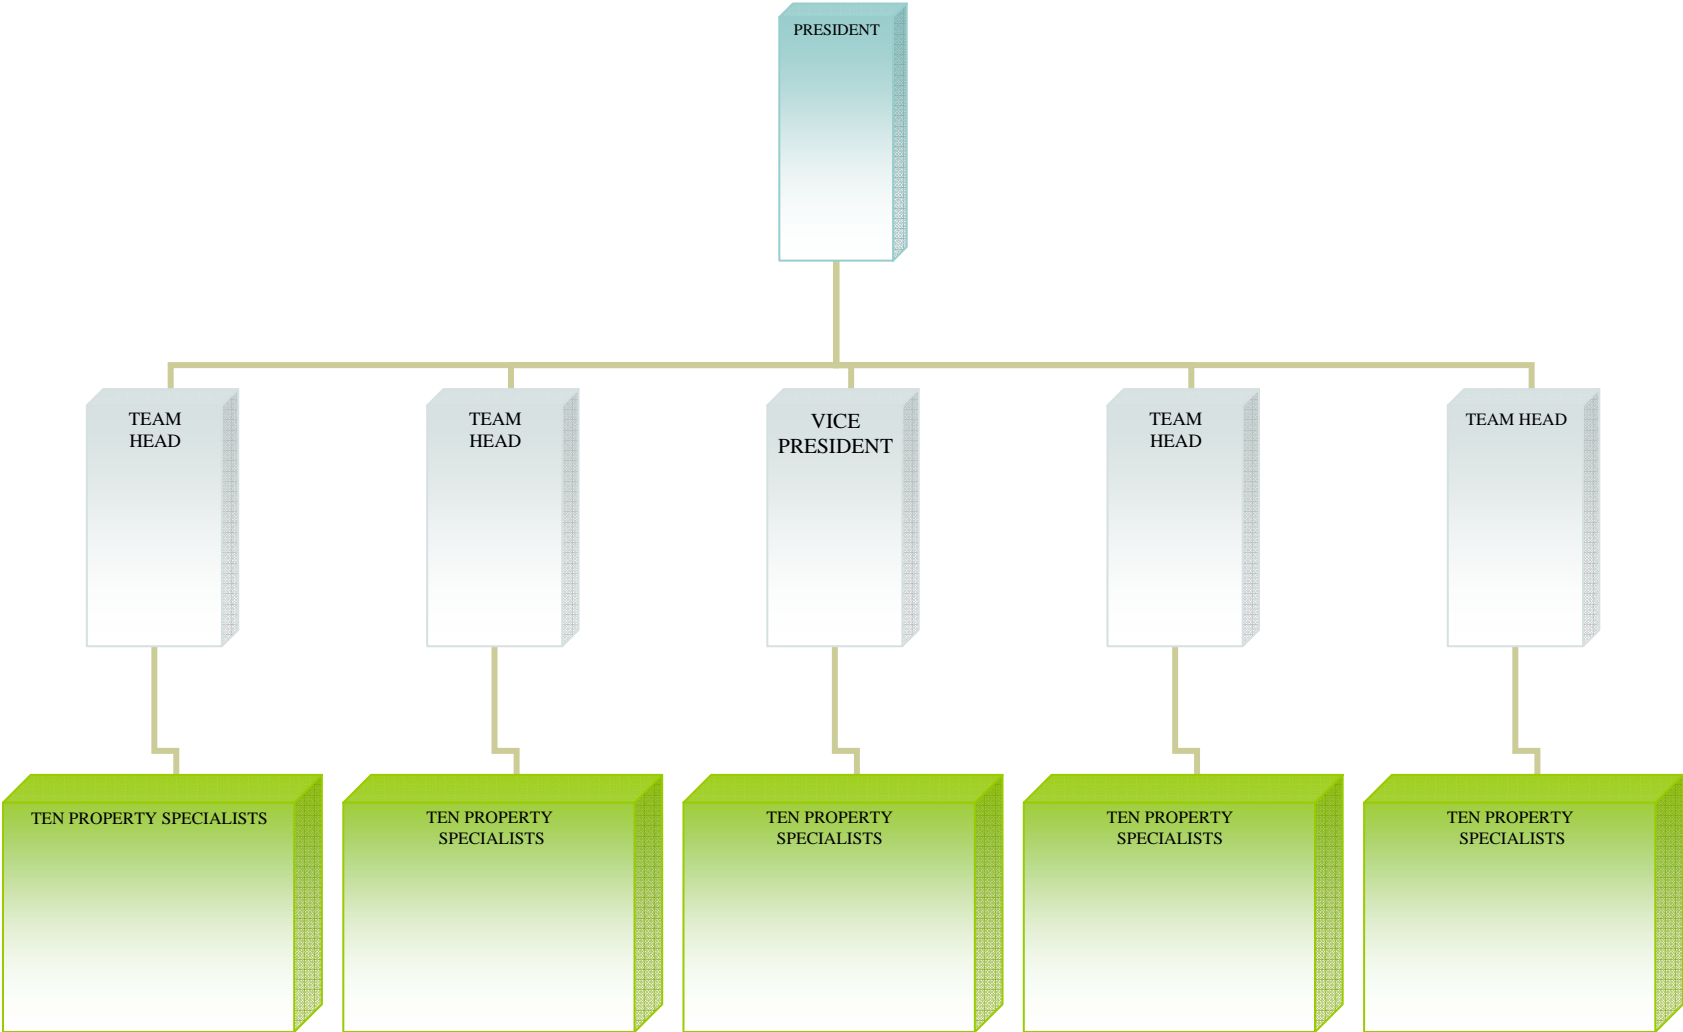 PRESIDENT
TEAM
HEAD
TEAM
HEAD
VICE
PRESIDENT
TEAM
HEAD
TEAM HEAD
TEN PROPERTY SPECIALISTS
TEN PROPERTY
SPECIALISTS
TEN PROPERTY
SPECIALISTS
TEN PROPERTY
SPECIALISTS
TEN PROPERTY
SPECIALISTS